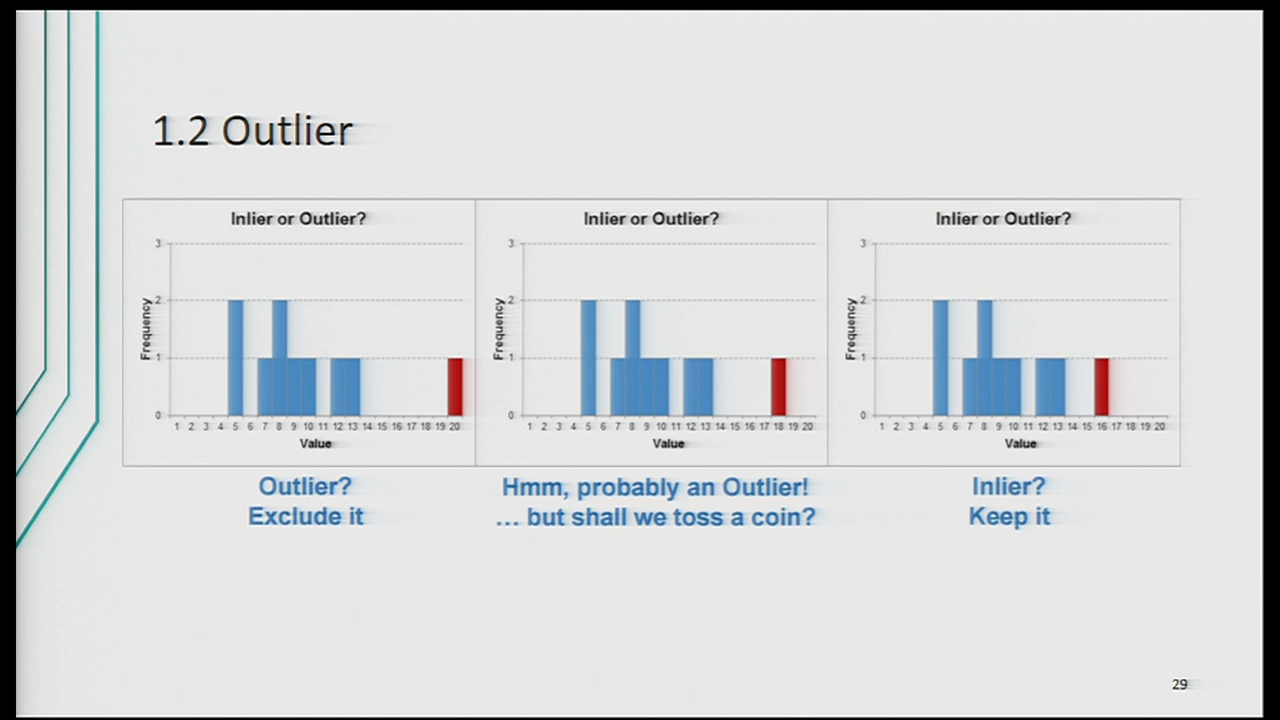 1.2 Outlier
Inlier or Outlier?
3
2
1
0
Frequency
1 2 3 4 5 6 7 8 9 10 11 12 13 14 15 16 17 18 19 20
Value
Inlier or Outlier?
3
2
1
0
Frequency
1 2 3 4 5 6 7 8 9 10 11 12 13 14 15 16 17 18 19 20
Value
Inlier or Outlier?
3
2
1
0
Frequency
1 2 3 4 5 6 7 8 9 10 11 12 13 14 15 16 17 18 19 20
Value
Outlier?
Exclude it
Hmm, probably an Outlier!
... but shall we toss a coin?
Inlier?
Keep it
29